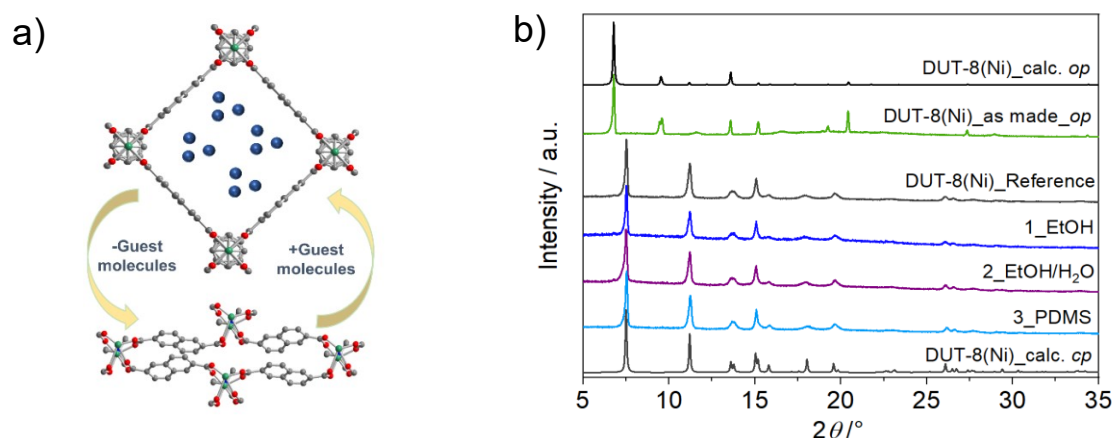 a)
-Guest
molecules
+Guest
molecules
b)
Intensity / a.u.
DUT-8(Ni)_calc. op
DUT-8(Ni)_as made_op
DUT-8(Ni)_Reference
1_EtOH
2_EtOH/H₂O
3_PDMS
DUT-8(Ni)_calc. cp
5 10 15 20 25 30 35
2θ /°